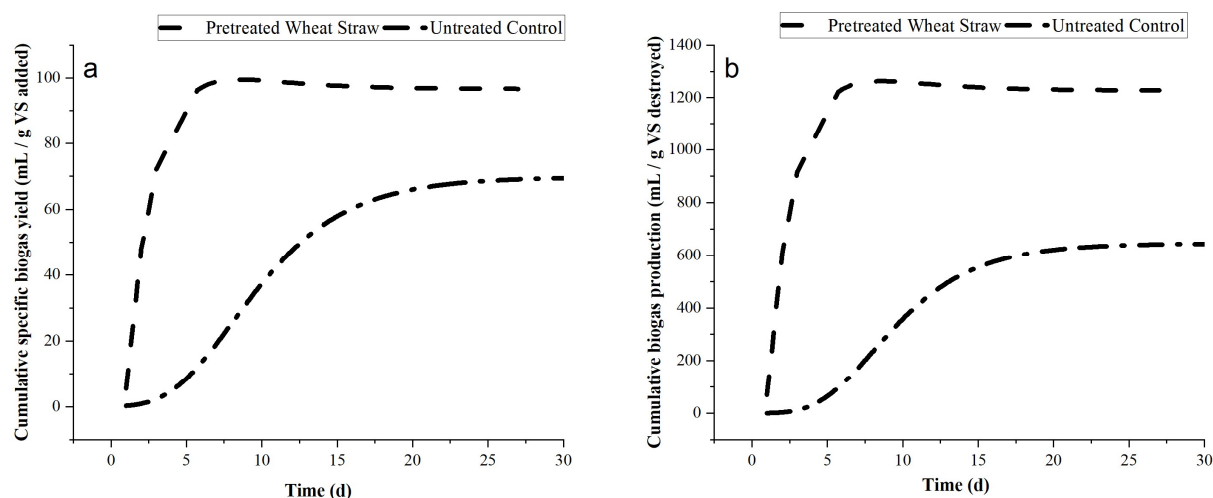 Pretreated Wheat Straw Untreated Control
a
100
80
60
40
20
0
Cumulative specific biogas yield (mL / g VS added)
0 5 10 15 20 25 30
Time (d)
Pretreated Wheat Straw Untreated Control
b
1400
1200
1000
800
600
400
200
0
Cumulative biogas production (mL / g VS destroyed)
0 5 10 15 20 25 30
Time (d)